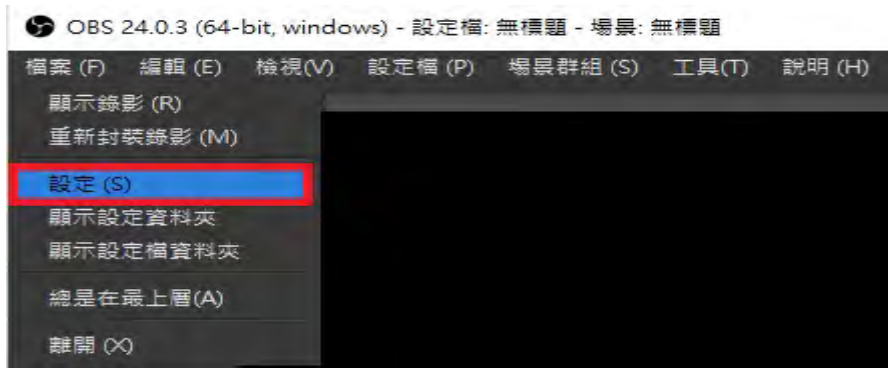 OBS 24.0.3 (64-bit, windows) - 設定檔: 無標題 - 場景: 無標題
檔案 (F) 編輯 (E) 檢視(V) 設定檔 (P) 場景群組 (S) 工具(T) 說明 (H)
顯示錄影 (R)
重新封裝錄影 (M)
設定 (S)
顯示設定資料夾
顯示設定檔資料夾
總是在最上層(A)
離開 (X)